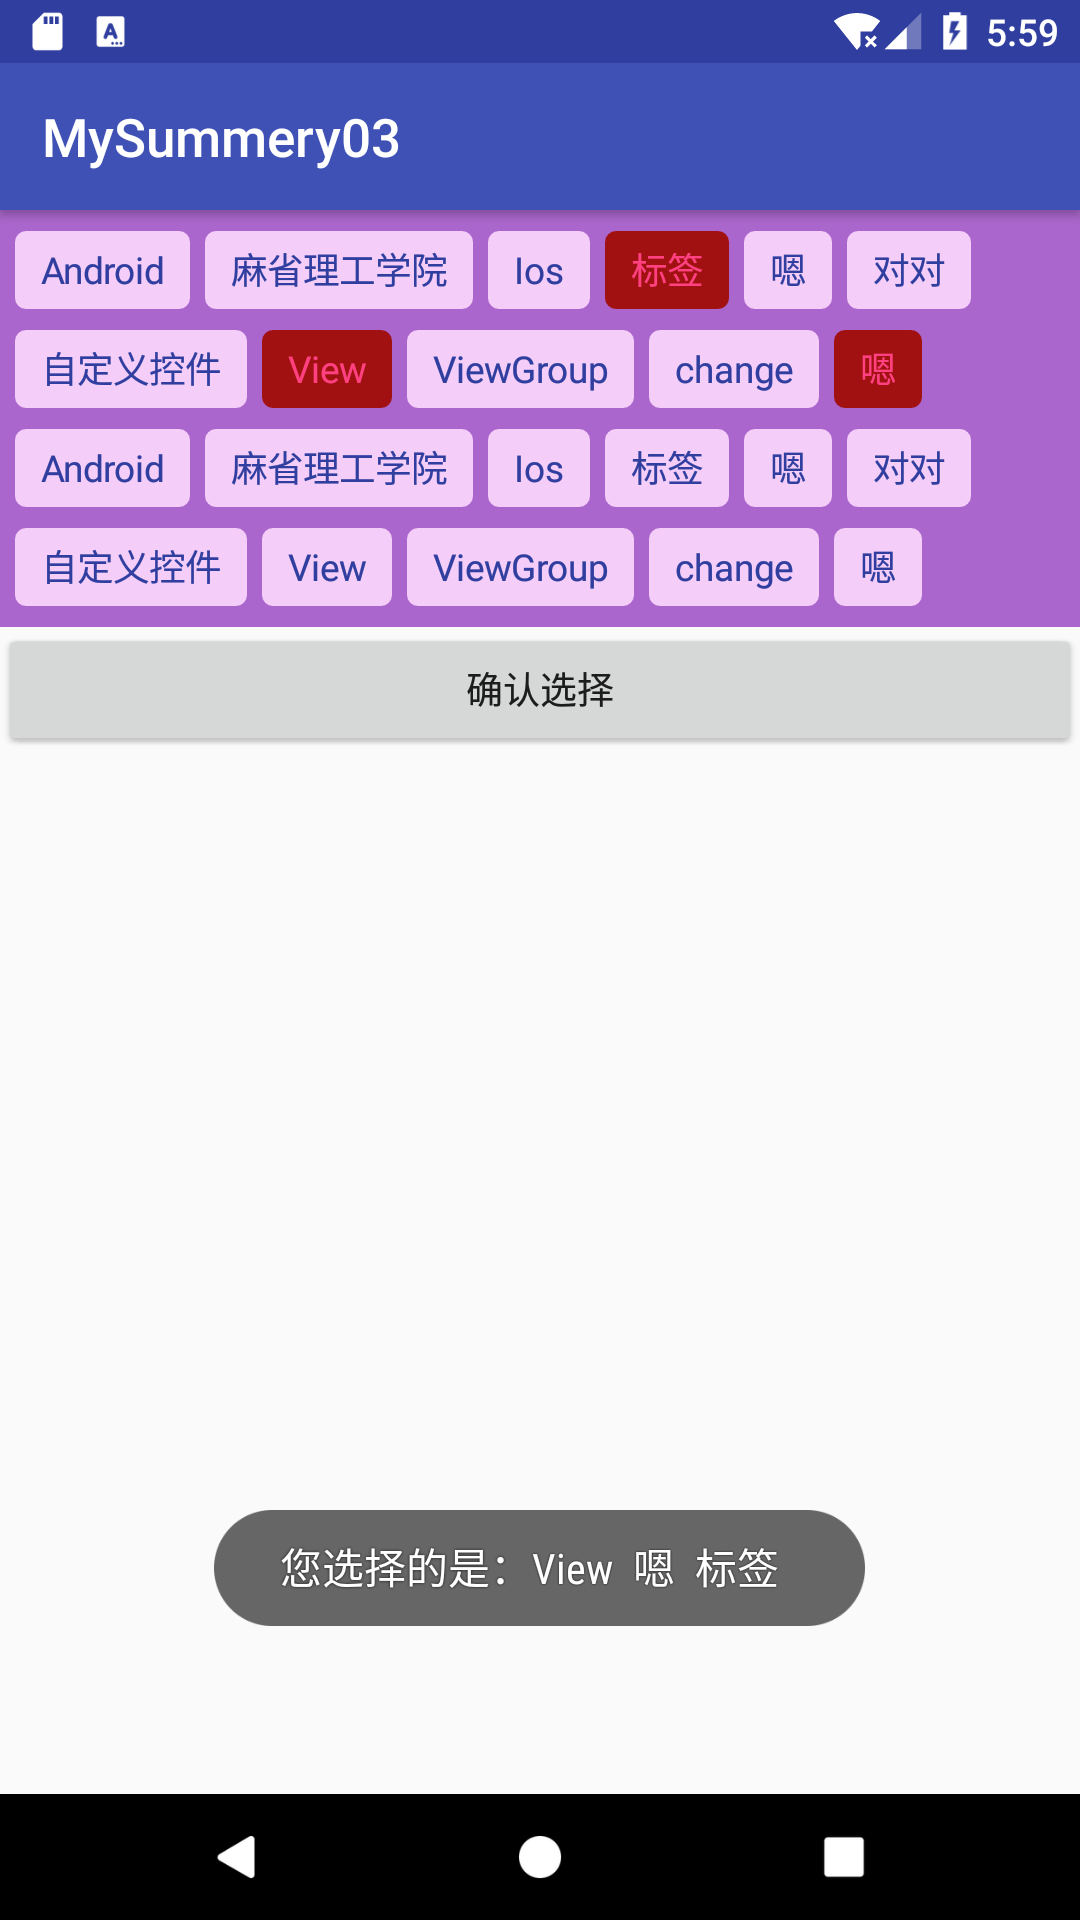 5:59
MySummery03
Android 麻省理工学院 Ios 标签 嗯 对对
自定义控件 View ViewGroup change 嗯
Android 麻省理工学院 Ios 标签 嗯 对对
自定义控件 View ViewGroup change 嗯
确认选择
您选择的是：View 嗯 标签